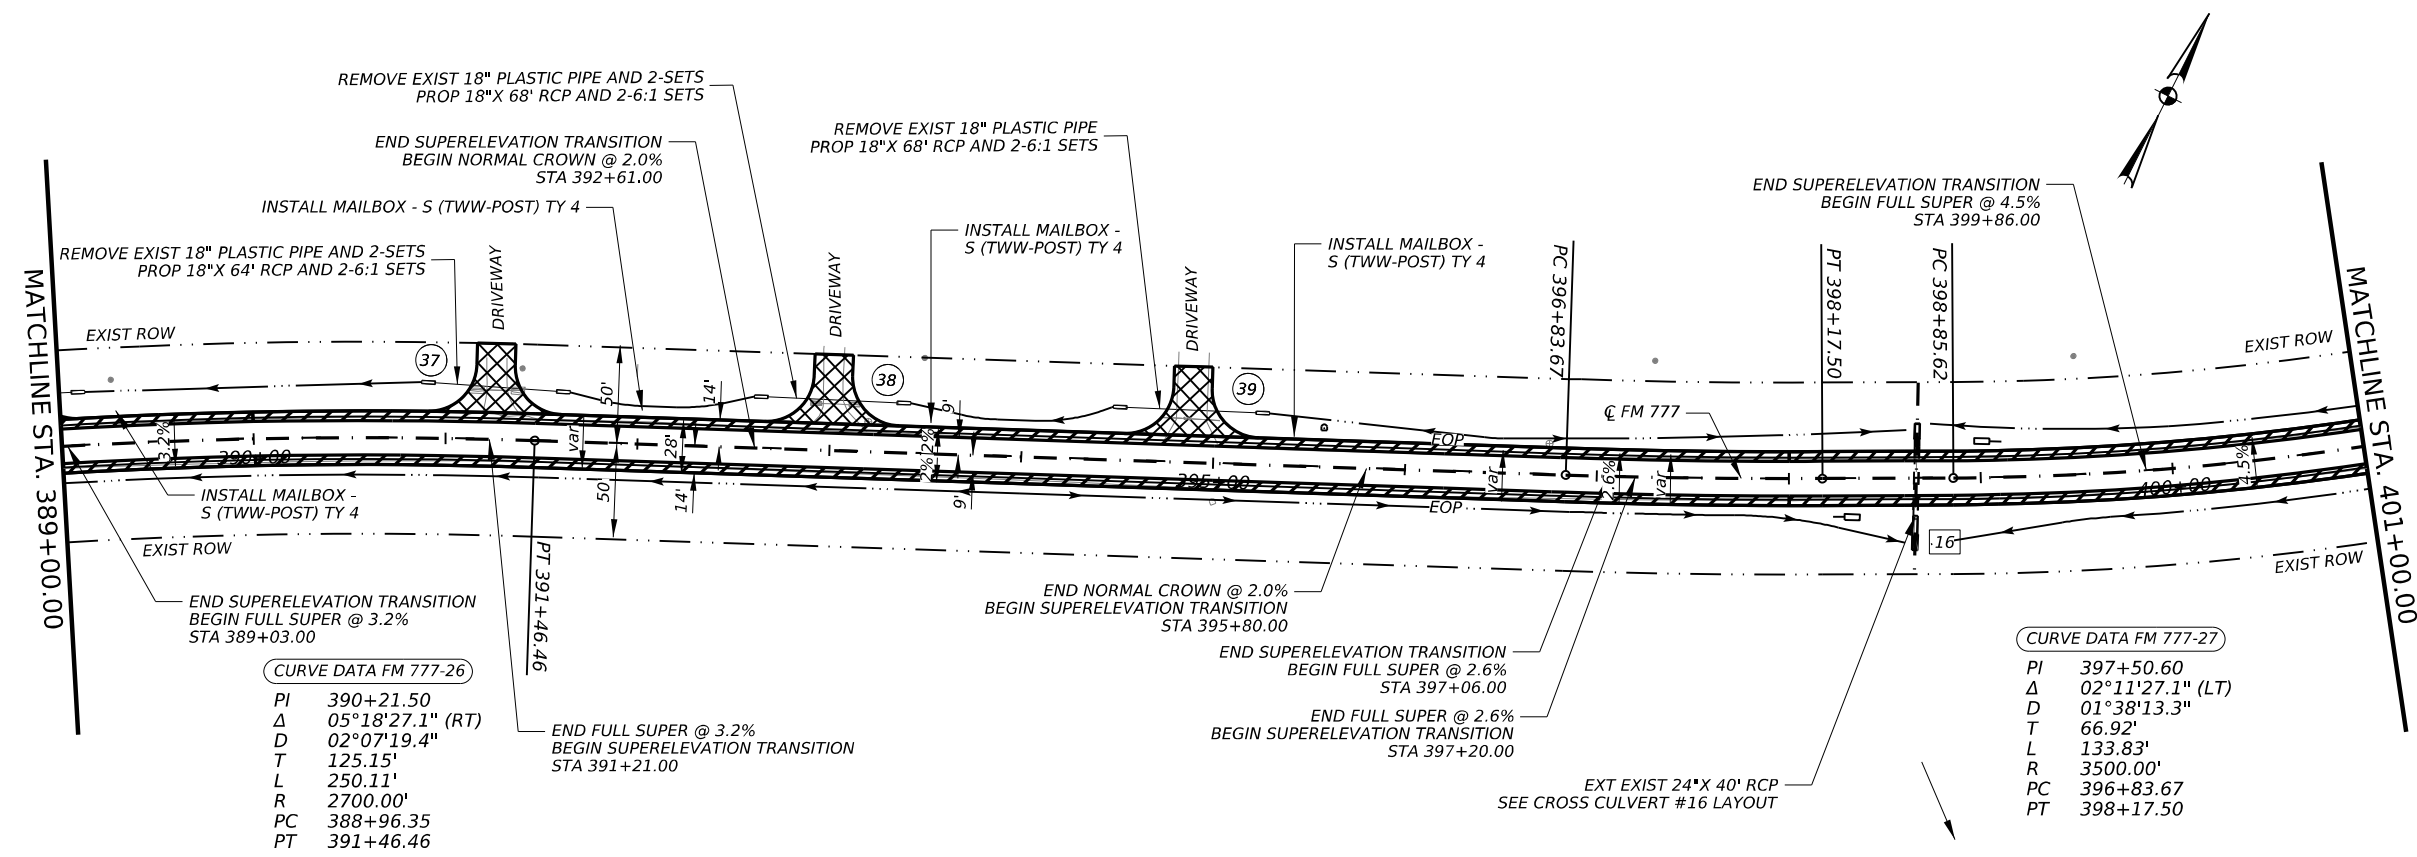 REMOVE EXIST 18" PLASTIC PIPE AND 2-SETS
PROP 18"X 68' RCP AND 2-6:1 SETS
END SUPERELEVATION TRANSITION
BEGIN NORMAL CROWN @ 2.0%
STA 392+61.00
INSTALL MAILBOX - S (TWW-POST) TY 4
REMOVE EXIST 18" PLASTIC PIPE AND 2-SETS
PROP 18"X 64' RCP AND 2-6:1 SETS
REMOVE EXIST 18" PLASTIC PIPE
PROP 18"X 68' RCP AND 2-6:1 SETS
INSTALL MAILBOX -
S (TWW-POST) TY 4
INSTALL MAILBOX -
S (TWW-POST) TY 4
END SUPERELEVATION TRANSITION
BEGIN FULL SUPER @ 4.5%
STA 399+86.00
MATCHLINE STA. 389+00.00
EXIST ROW
DRIVEWAY
DRIVEWAY
DRIVEWAY
37
38
39
PC 396+83.67
PT 398+17.50
PC 398+85.62
℄ FM 777
EXIST ROW
MATCHLINE STA. 401+00.00
3.2%
390+00
var
50'
50'
28'
14'
14'
2%
2%
9'
9'
395+00
EOP
EOP
var
2.6%
var
400+00
4.5%
16
INSTALL MAILBOX -
S (TWW-POST) TY 4
EXIST ROW
EXIST ROW
PT 391+46.46
END SUPERELEVATION TRANSITION
BEGIN FULL SUPER @ 3.2%
STA 389+03.00
END NORMAL CROWN @ 2.0%
BEGIN SUPERELEVATION TRANSITION
STA 395+80.00
END SUPERELEVATION TRANSITION
BEGIN FULL SUPER @ 2.6%
STA 397+06.00
END FULL SUPER @ 2.6%
BEGIN SUPERELEVATION TRANSITION
STA 397+20.00
END FULL SUPER @ 3.2%
BEGIN SUPERELEVATION TRANSITION
STA 391+21.00
EXT EXIST 24"X 40' RCP
SEE CROSS CULVERT #16 LAYOUT
CURVE DATA FM 777-26
PI 390+21.50
Δ 05°18'27.1" (RT)
D 02°07'19.4"
T 125.15'
L 250.11'
R 2700.00'
PC 388+96.35
PT 391+46.46
CURVE DATA FM 777-27
PI 397+50.60
Δ 02°11'27.1" (LT)
D 01°38'13.3"
T 66.92'
L 133.83'
R 3500.00'
PC 396+83.67
PT 398+17.50